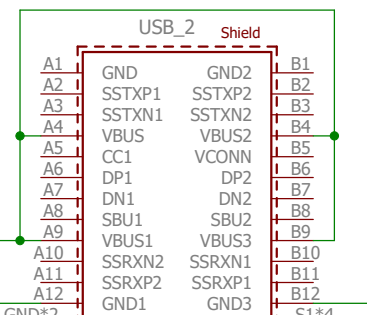 USB_2
Shield
A1 GND GND2 B1
A2 SSTXP1 SSTXP2 B2
A3 SSTXN1 SSTXN2 B3
A4 VBUS VBUS2 B4
A5 CC1 VCONN B5
A6 DP1 DP2 B6
A7 DN1 DN2 B7
A8 SBU1 SBU2 B8
A9 VBUS1 VBUS3 B9
A10 SSRXN2 SSRXN1 B10
A11 SSRXP2 SSRXP1 B11
A12 GND1 GND3 B12
GND*2 S1*4